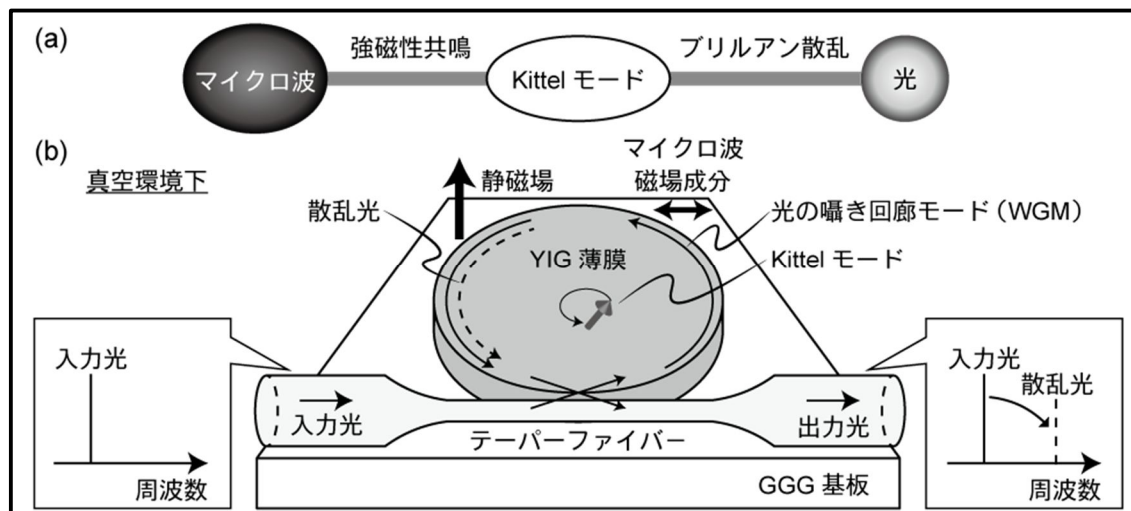 (a)
マイクロ波
強磁性共鳴
Kittel モード
ブリルアン散乱
光
(b)
真空環境下
静磁場
マイクロ波
磁場成分
散乱光
光の囁き回廊モード（WGM）
YIG 薄膜
Kittel モード
入力光
周波数
入力光
テーパーファイバー
出力光
GGG 基板
入力光
散乱光
周波数